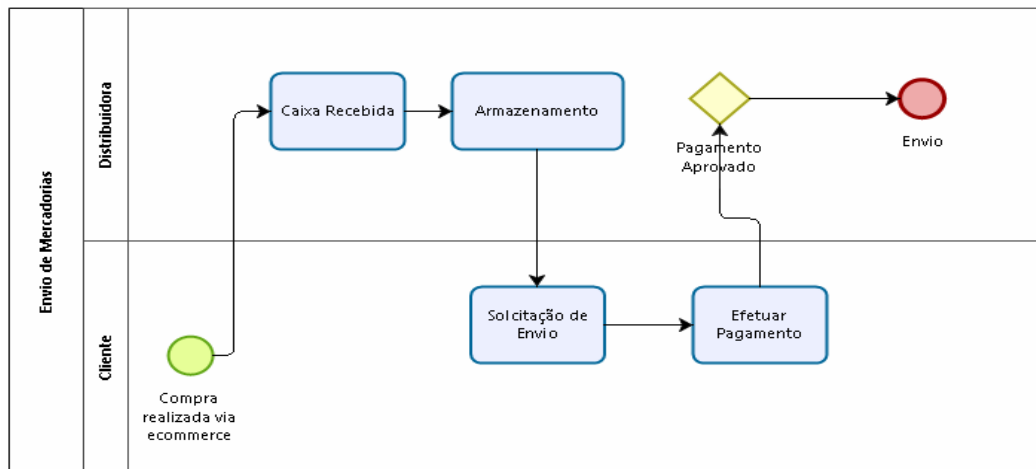 Envio de Mercadorias
Distribuidora
Caixa Recebida
Armazenamento
Pagamento
Aprovado
Envio
Cliente
Compra
realizada via
ecommerce
Solcitação de
Envio
Efetuar
Pagamento